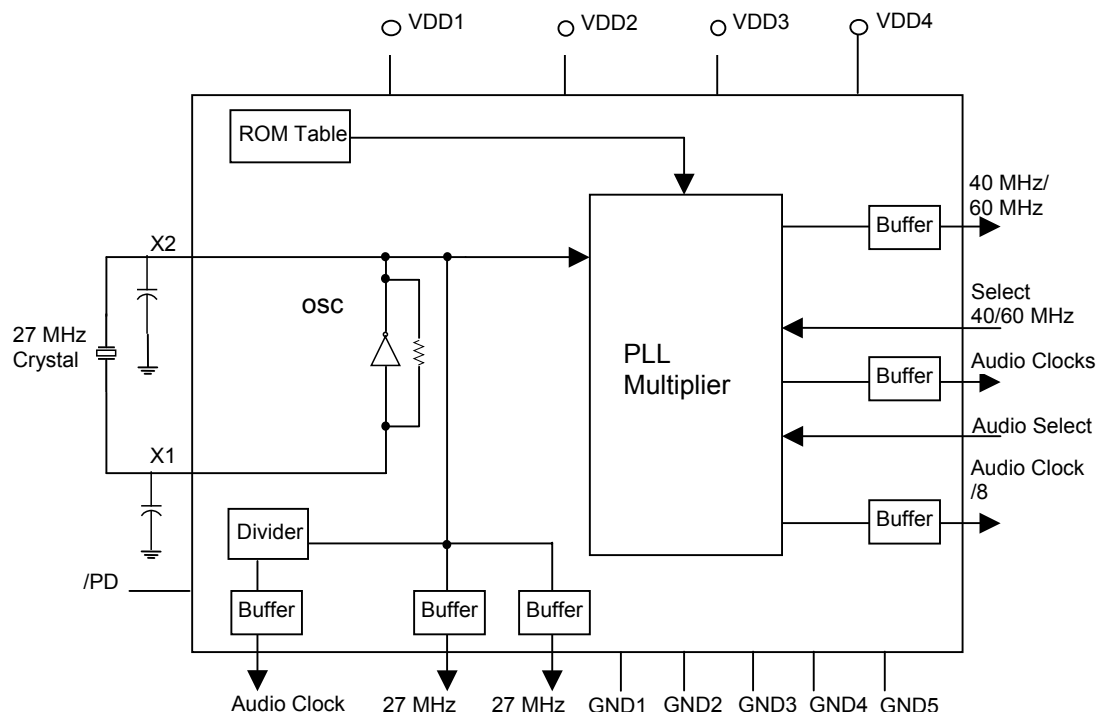 VDD1
VDD2
VDD3
VDD4
ROM Table
40 MHz/
60 MHz
Buffer
X2
OSC
Select
40/60 MHz
27 MHz
Crystal
PLL
Multiplier
Audio Clocks
Buffer
Audio Select
X1
Audio Clock
/8
Buffer
Divider
/PD
Buffer
Buffer
Buffer
Audio Clock
27 MHz
27 MHz
GND1
GND2
GND3
GND4
GND5